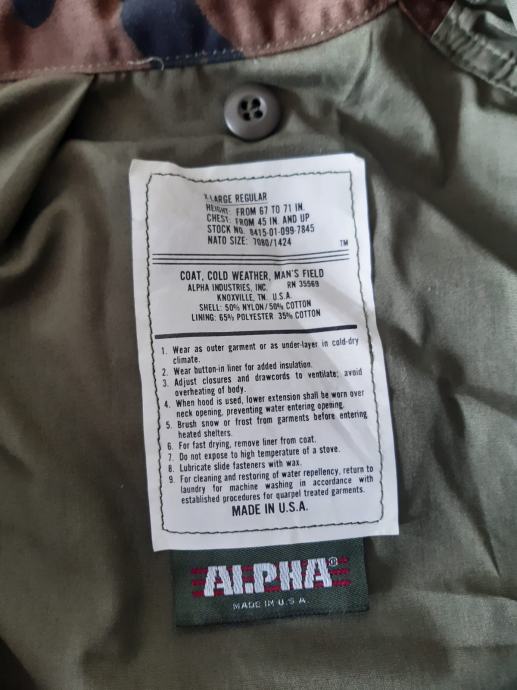 X-LARGE REGULAR
HEIGHT: FROM 67 TO 71 IN.
CHEST: FROM 45 IN. AND UP
STOCK NO. 8415-01-099-7845
NATO SIZE: 7080/1424
TM
COAT, COLD WEATHER, MAN'S FIELD
ALPHA INDUSTRIES, INC. RN 35569
KNOXVILLE, TN. U.S.A.
SHELL: 50% NYLON/50% COTTON
LINING: 65% POLYESTER 35% COTTON
1. Wear as outer garment or as under-layer in cold-dry
climate.
2. Wear button-in liner for added insulation.
3. Adjust closures and drawcords to ventilate; avoid
overheating of body.
4. When hood is used, lower extension shall be worn over
neck opening, preventing water entering opening.
5. Brush snow or frost from garments before entering
heated shelters.
6. For fast drying, remove liner from coat.
7. Do not expose to high temperature of a stove.
8. Lubricate slide fasteners with wax.
9. For cleaning and restoring of water repellency, return to
laundry for machine washing in accordance with
established procedures for quarpel treated garments.
MADE IN U.S.A.
ALPHA®
MADE IN U.S.A.